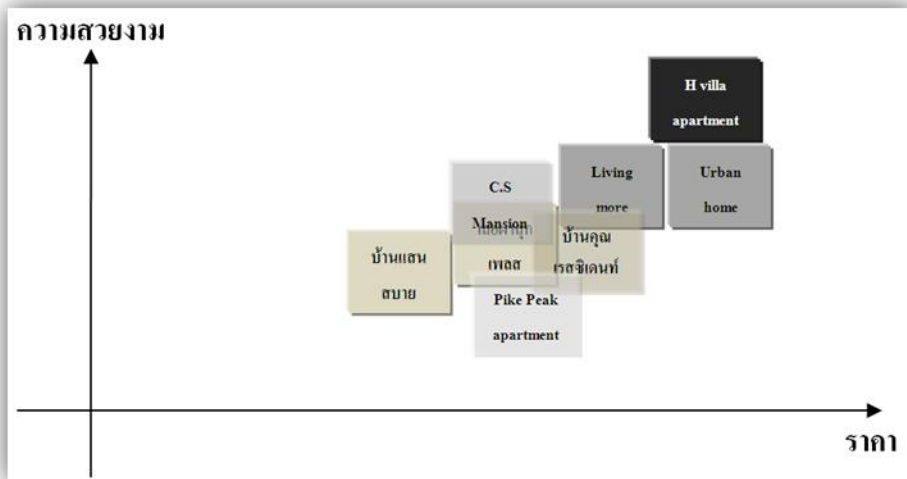 ความสวยงาม
H villa
apartment
Living
more
Urban
home
C.S
Mansion
บ้านคุณ
เรสซิเดนท์
เพลส
บ้านแสน
สบาย
Pike Peak
apartment
ราคา